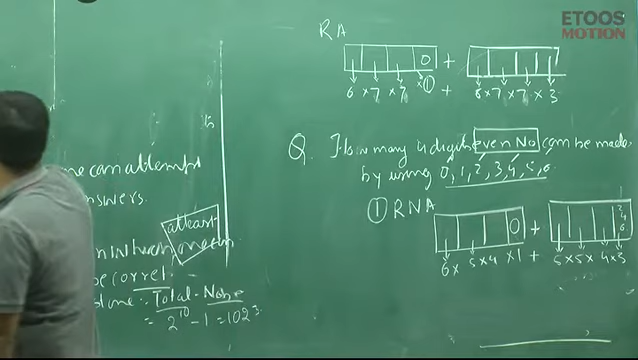 ETOOS
MOTION
RA
0 +
6 × 7 × 7 × 1 + 6 × 7 × 7 × 3
Q. How many 4 digit even No can be made
by using 0, 1, 2, 3, 4, 5, 6
1 RNA
0 + 2 4 6
6 × 5 × 4 × 1 + 5 × 5 × 4 × 3
can attempt
answers.
atleast
one
be correct
Total - None
= 2^10 - 1 = 1023